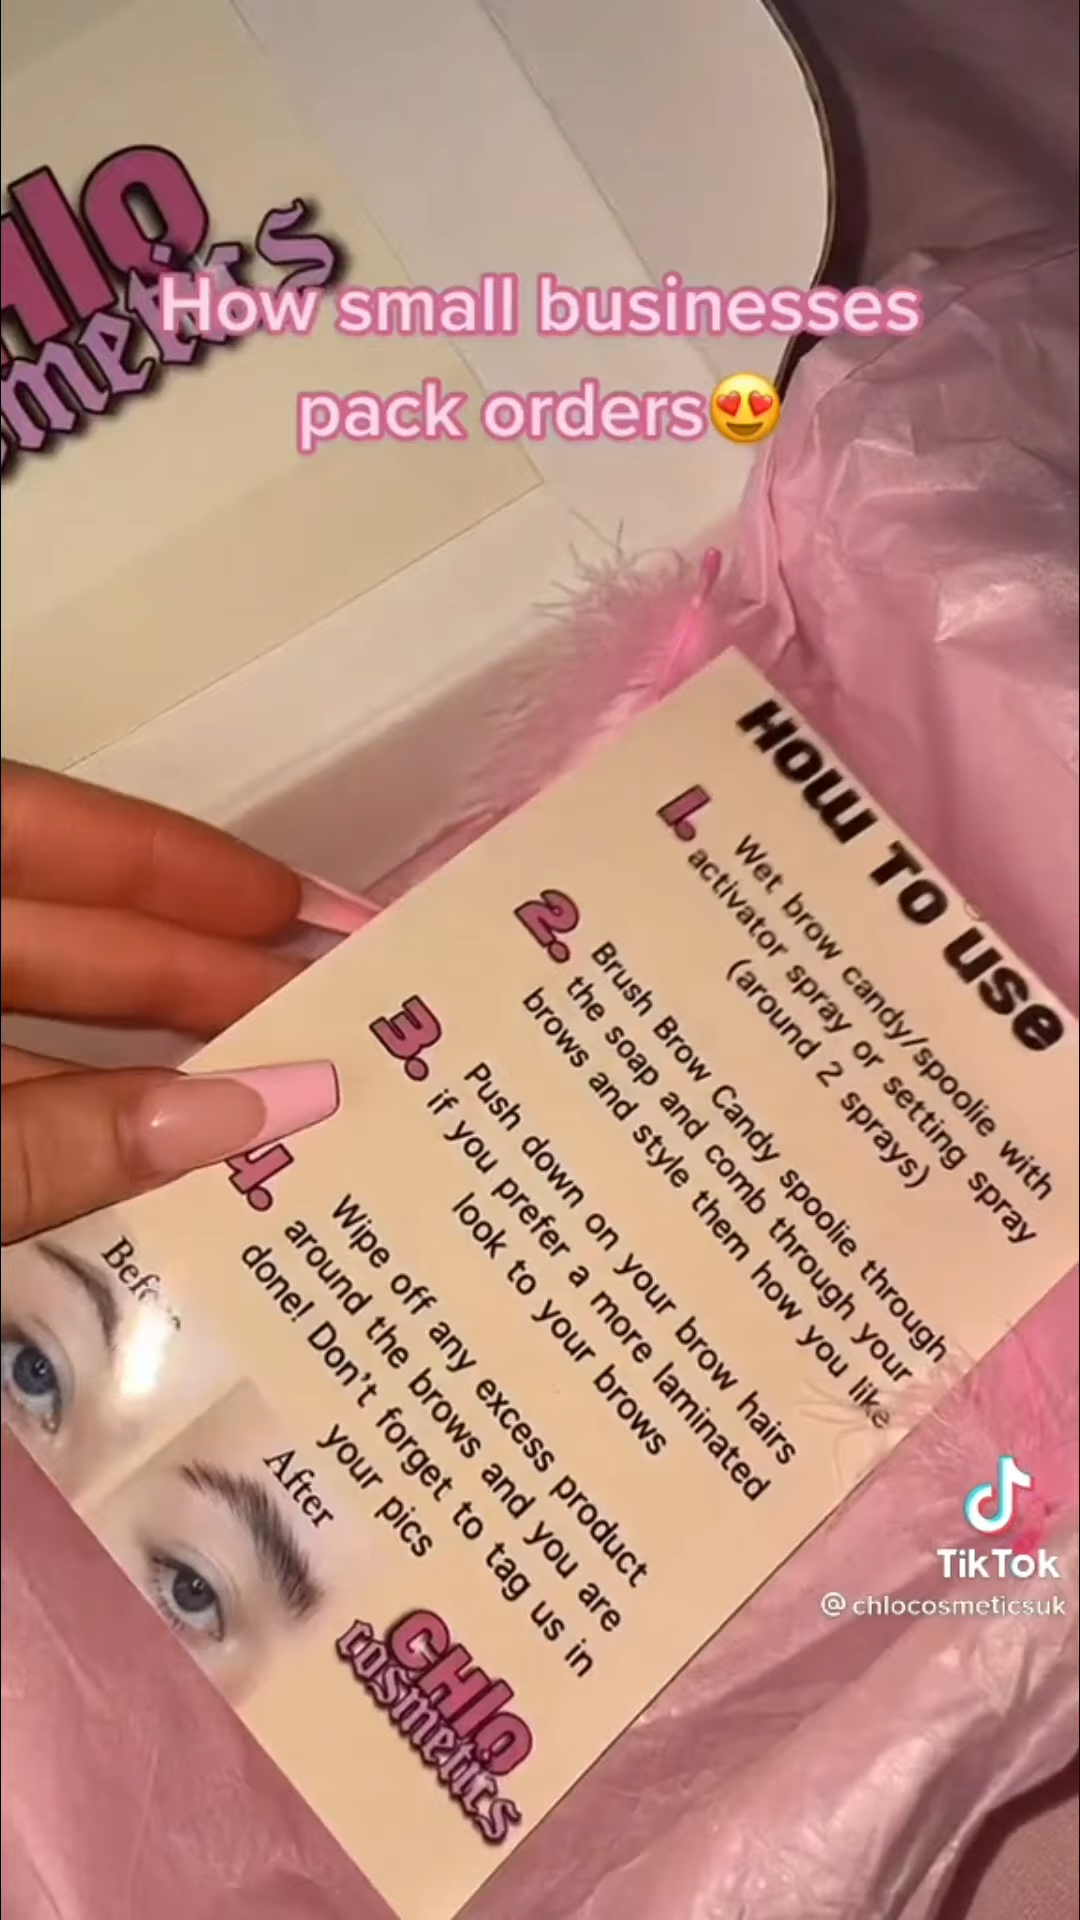 CHLO
cosmetics
How small businesses
pack orders😍
How to use
1.
Wet brow candy/spoolie with
activator spray or setting spray
(around 2 sprays)
2.
Brush Brow Candy spoolie through
the soap and comb through your
brows and style them how you like
3.
Push down on your brow hairs
if you prefer a more laminated
look to your brows
4.
Wipe off any excess product
around the brows and you are
done! Don't forget to tag us in
your pics
Before
After
CHLO
cosmetics
TikTok
@chlocosmeticsuk